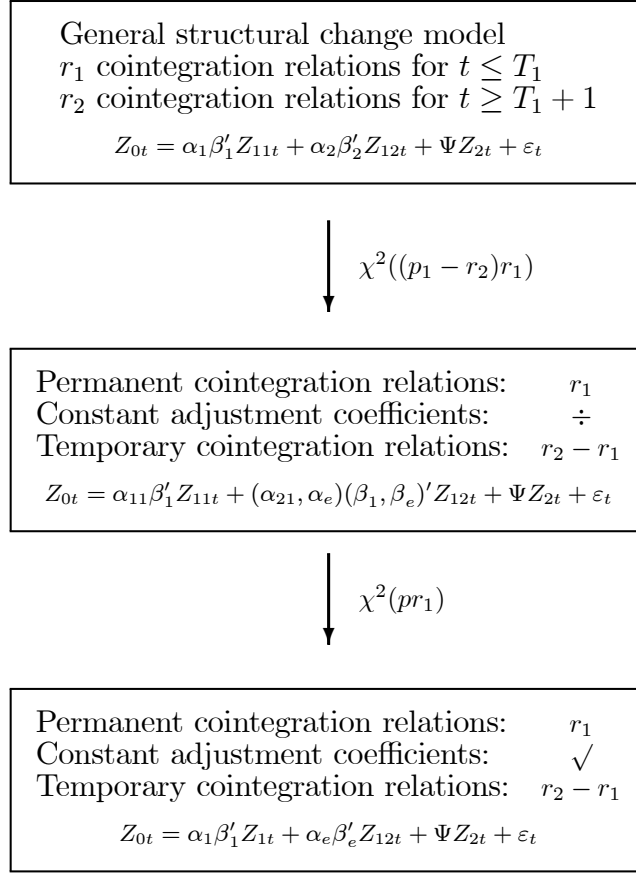 General structural change model
r₁ cointegration relations for t ≤ T₁
r₂ cointegration relations for t ≥ T₁ + 1
Z₀ₜ = α₁β′₁Z₁₁ₜ + α₂β′₂Z₁₂ₜ + ΨZ₂ₜ + εₜ
χ²((p₁ − r₂)r₁)
Permanent cointegration relations: r₁
Constant adjustment coefficients: ÷
Temporary cointegration relations: r₂ − r₁
Z₀ₜ = α₁₁β′₁Z₁₁ₜ + (α₂₁, αₑ)(β₁, βₑ)′Z₁₂ₜ + ΨZ₂ₜ + εₜ
χ²(pr₁)
Permanent cointegration relations: r₁
Constant adjustment coefficients: √
Temporary cointegration relations: r₂ − r₁
Z₀ₜ = α₁β′₁Z₁ₜ + αₑβ′ₑZ₁₂ₜ + ΨZ₂ₜ + εₜ